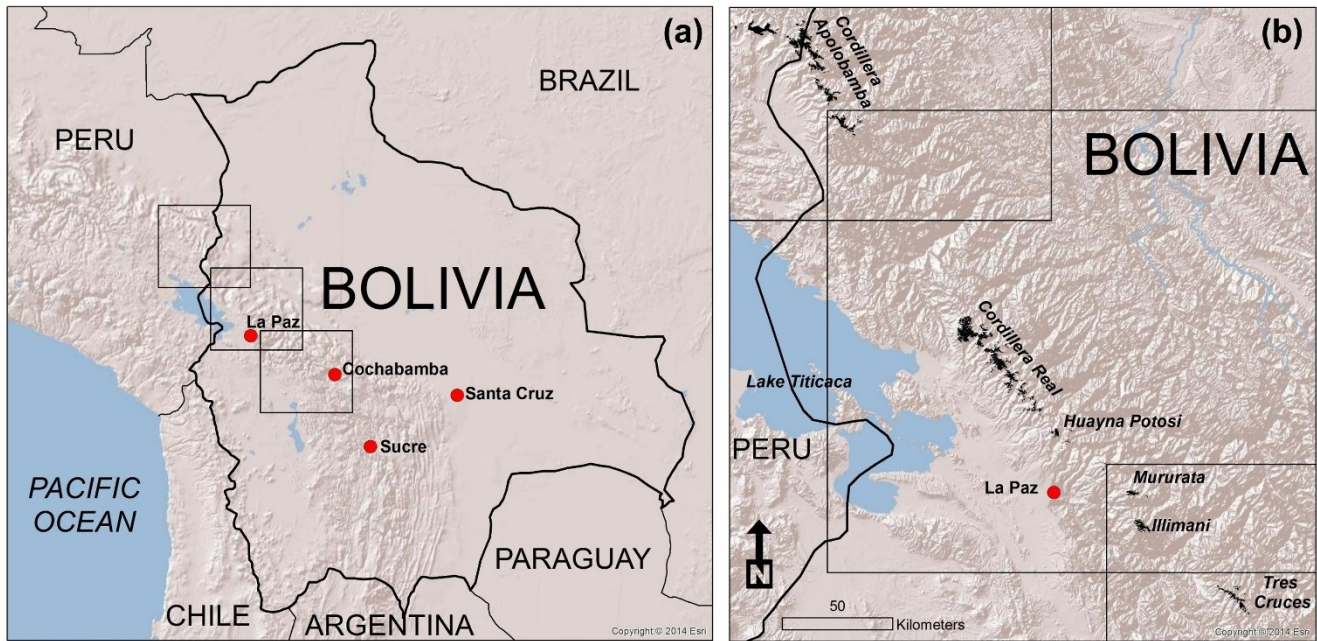 (a)
BRAZIL
PERU
BOLIVIA
La Paz
Cochabamba
Santa Cruz
Sucre
PACIFIC
OCEAN
PARAGUAY
CHILE
ARGENTINA
Copyright:© 2014 Esri
(b)
Cordillera
Apolobamba
BOLIVIA
Cordillera Real
Lake Titicaca
Huayna Potosi
PERU
La Paz
Mururata
Illimani
N
Tres
Cruces
50
Kilometers
Copyright:© 2014 Esri